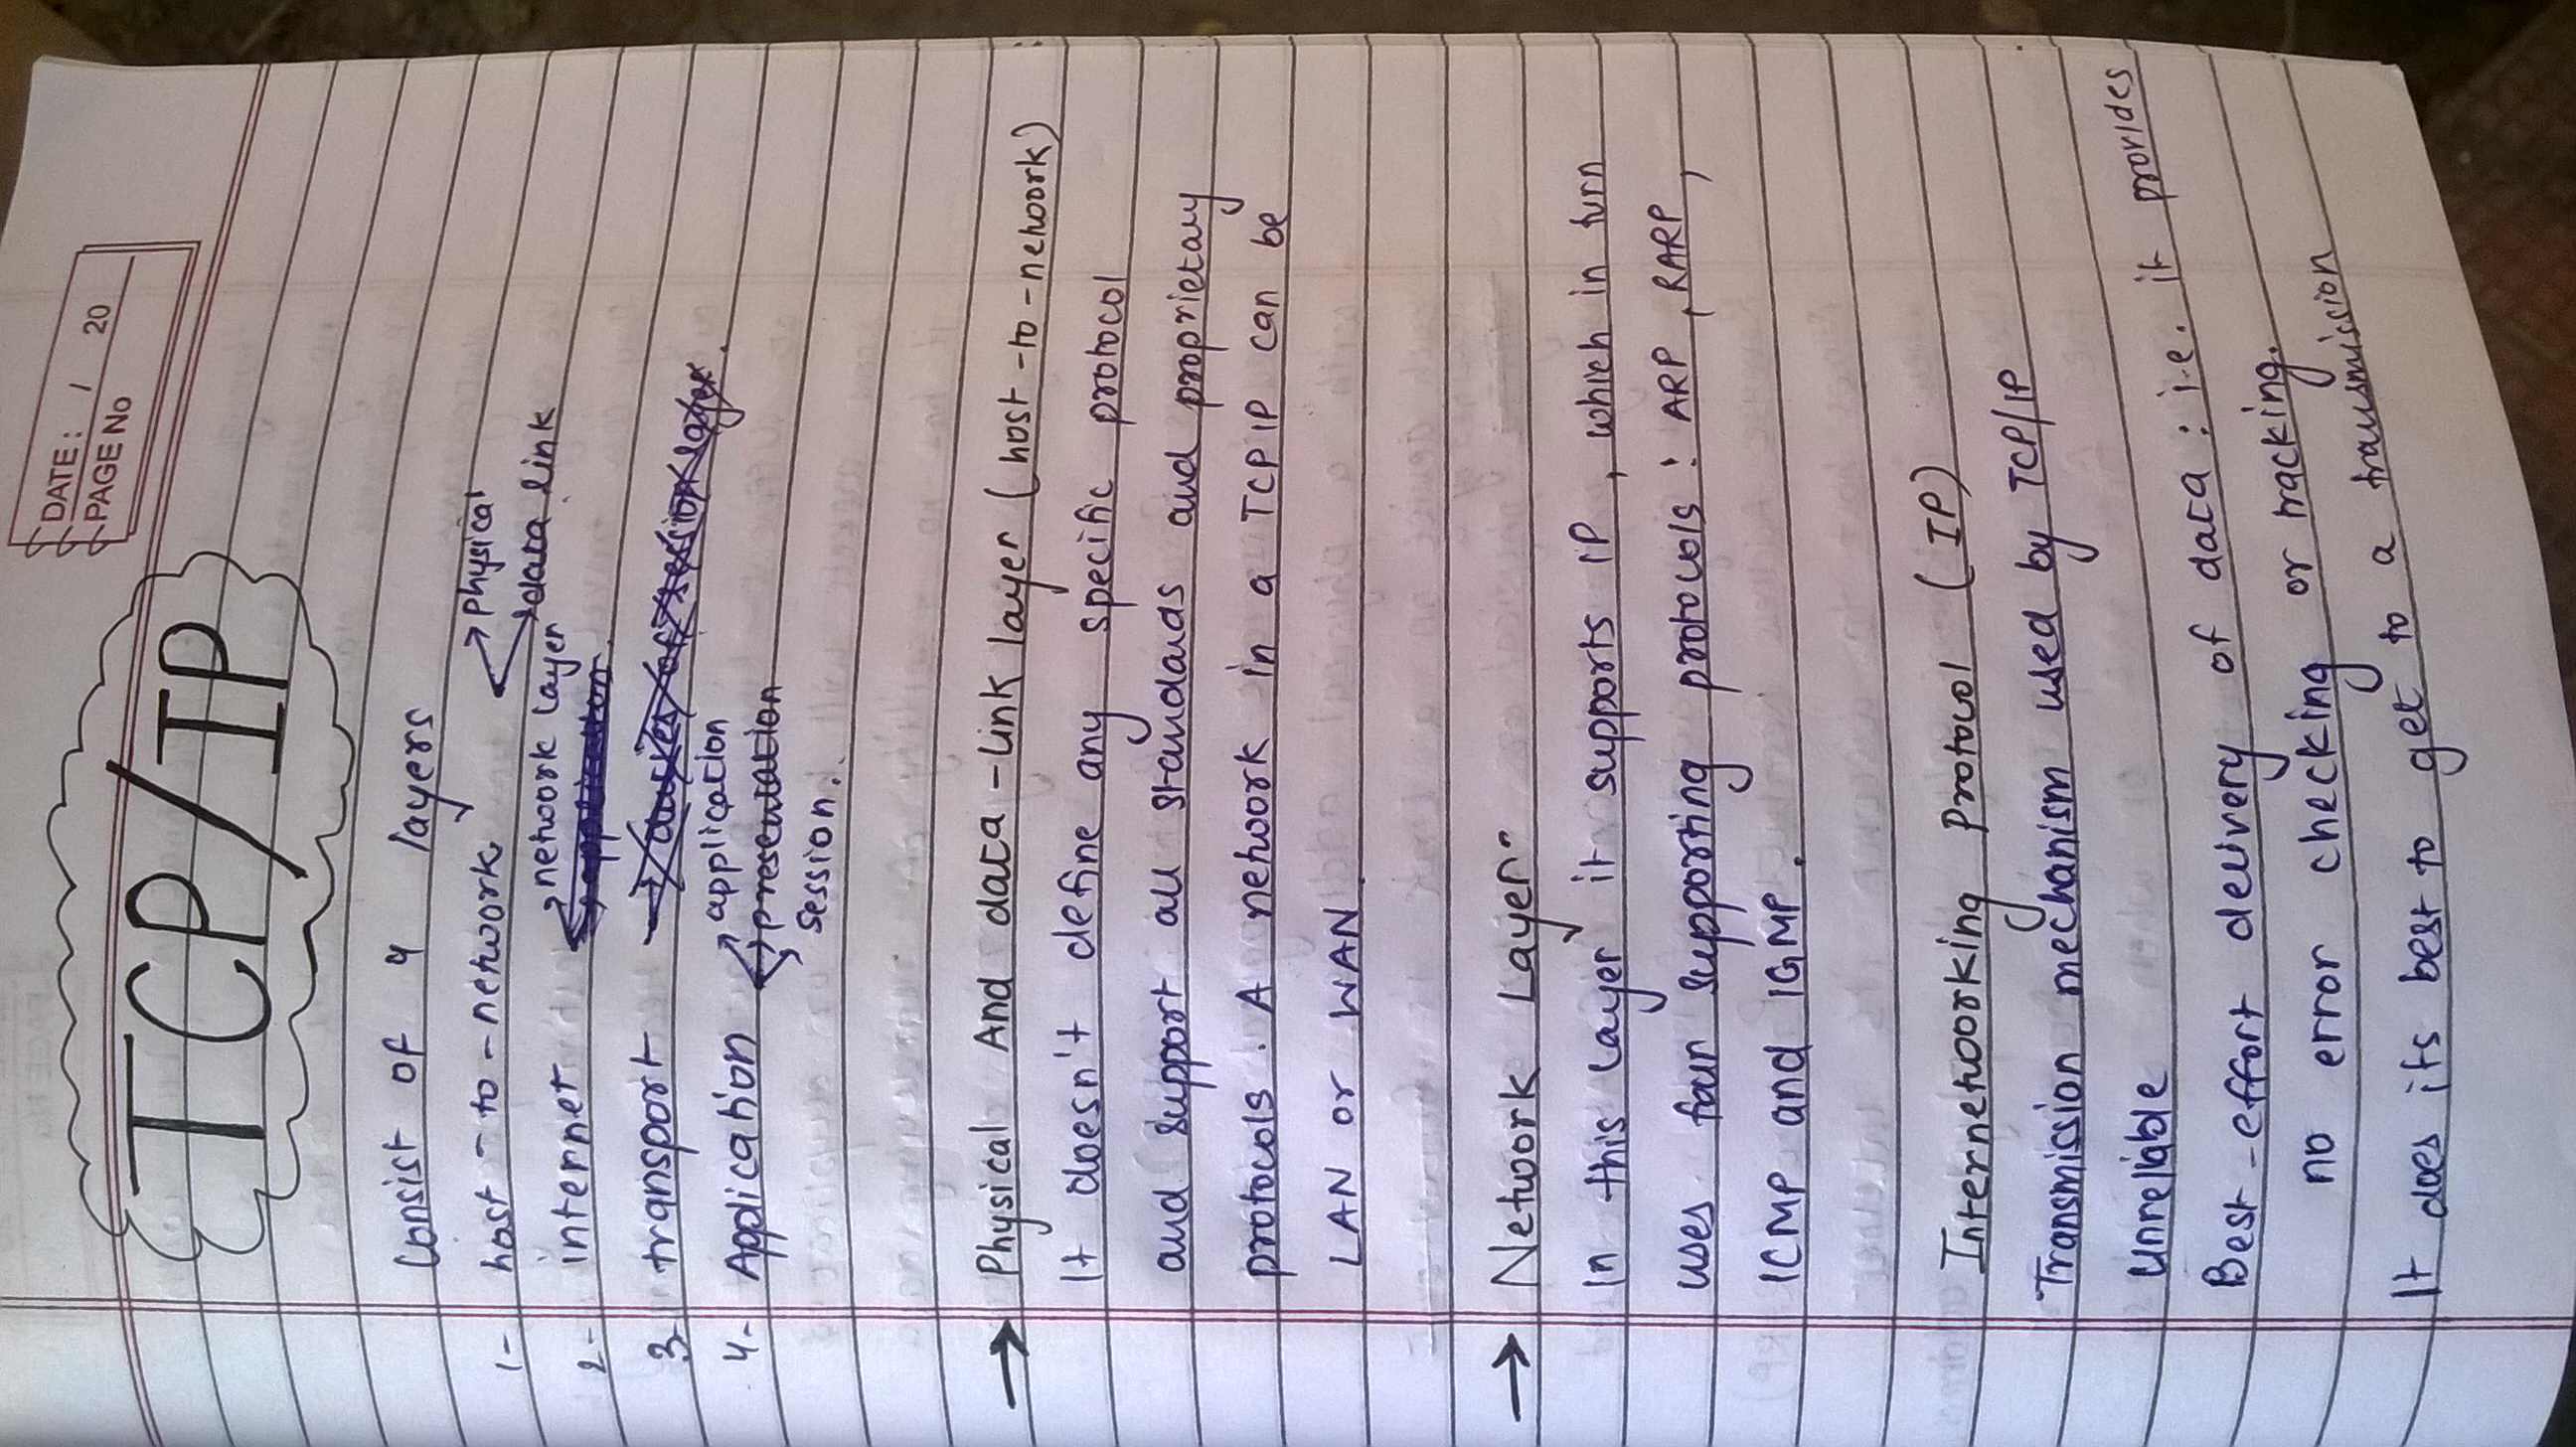 DATE: / 20
PAGE No
TCP/IP
Consist of 4 layers
1- host-to-network physical
data link
2- internet network layer
application.
3 transport duties of session layer.
4- Application application
presentation
session.
Physical And data-link layer (host-to-network)
It doesn't define any specific protocol
and support all standards and proprietary
protocols. A network in a TCP IP can be
LAN or WAN.
Network Layer-
In this layer it supports IP, which in turn
uses four supporting protocols: ARP, RARP,
ICMP and IGMP.
Internetworking Protocol (IP)
Transmission mechanism used by TCP/IP
Unreliable
Best-effort delivery of data: i.e. it provides
no error checking or tracking.
It does its best to get to a transmission